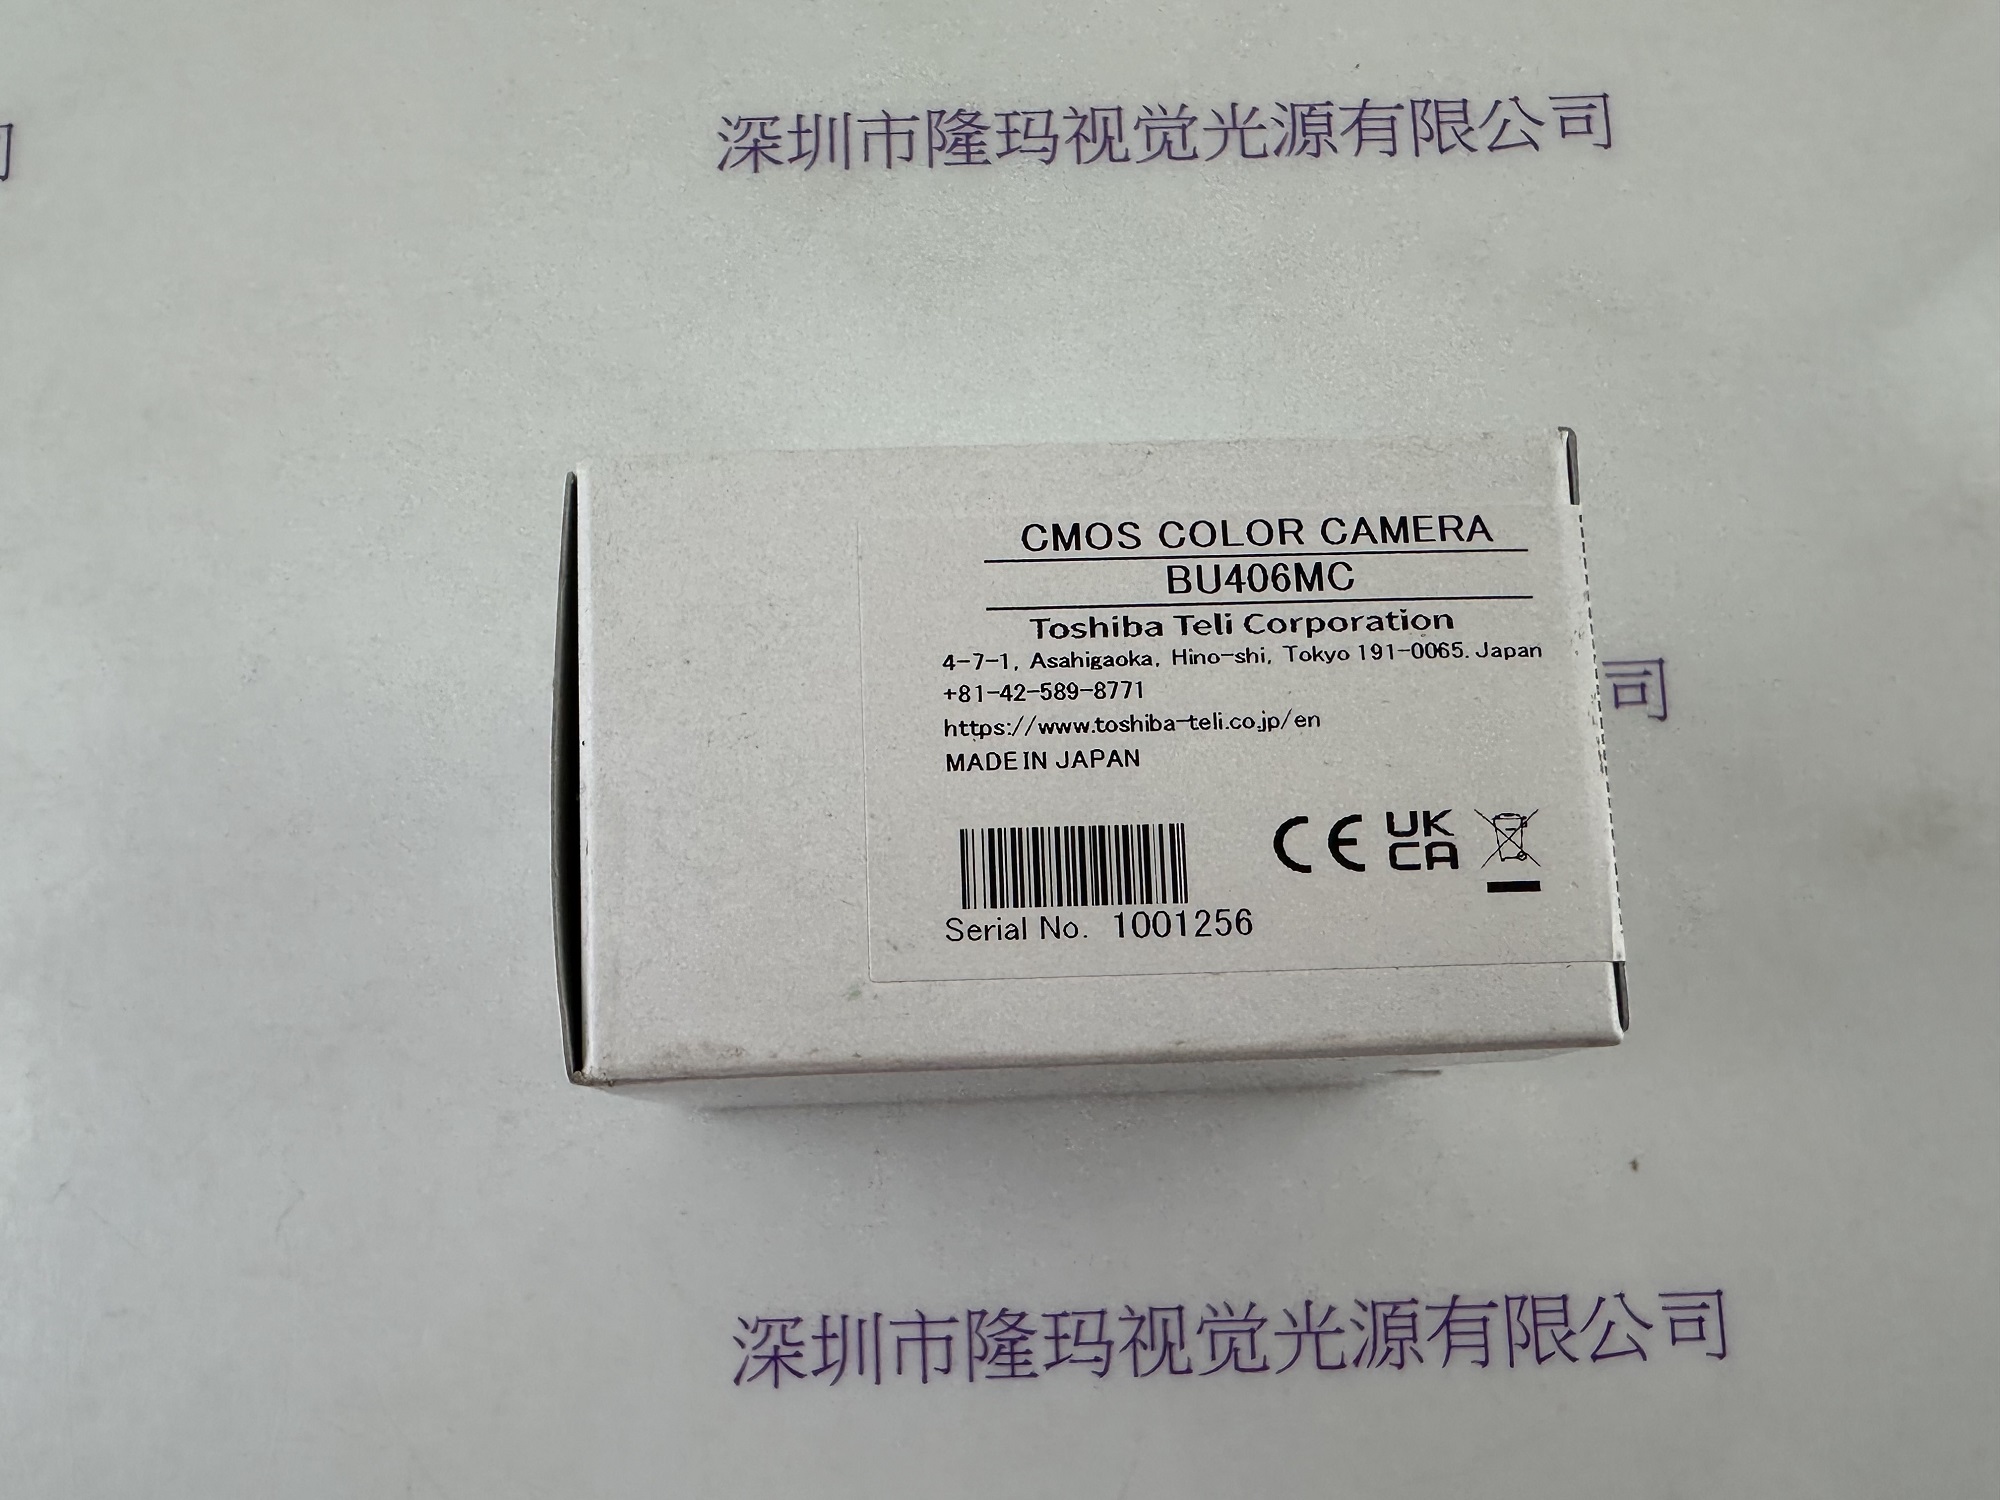 司
深圳市隆玛视觉光源有限公司
CMOS COLOR CAMERA
BU406MC
Toshiba Teli Corporation
4-7-1, Asahigaoka, Hino-shi, Tokyo 191-0065. Japan
+81-42-589-8771
司
https://www.toshiba-teli.co.jp/en
MADE IN JAPAN
CE UK CA
Serial No. 1001256
深圳市隆玛视觉光源有限公司